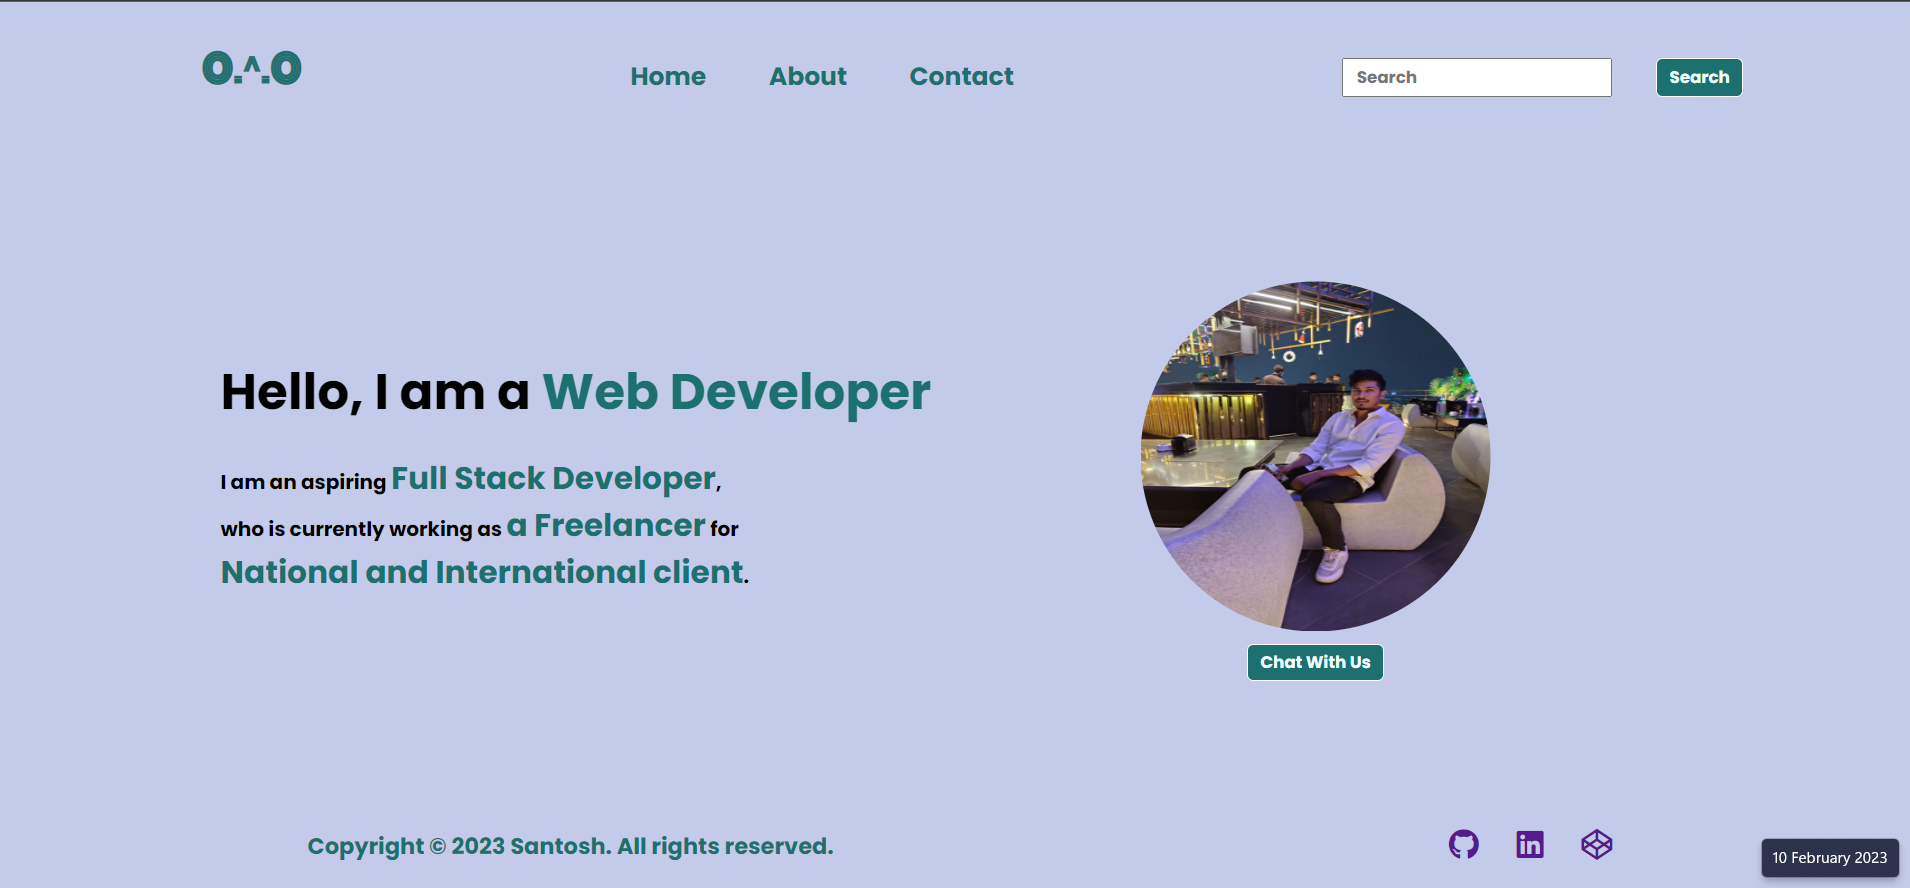 O.^.O
Home About Contact Search Search
Hello, I am a Web Developer
I am an aspiring Full Stack Developer,
who is currently working as a Freelancer for
National and International client.
Chat With Us
Copyright © 2023 Santosh. All rights reserved.
in
10 February 2023